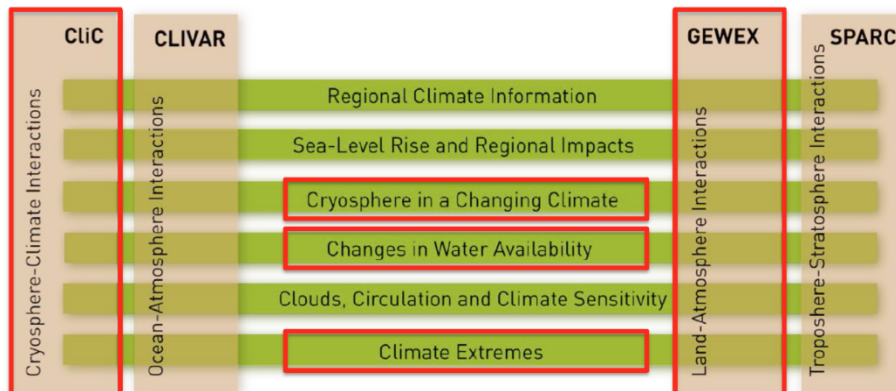 CliC
CLIVAR
GEWEX
SPARC
Cryosphere-Climate Interactions
Ocean-Atmosphere Interactions
Regional Climate Information
Sea-Level Rise and Regional Impacts
Cryosphere in a Changing Climate
Changes in Water Availability
Clouds, Circulation and Climate Sensitivity
Climate Extremes
Land-Atmosphere Interactions
Troposhere-Stratosphere Interactions